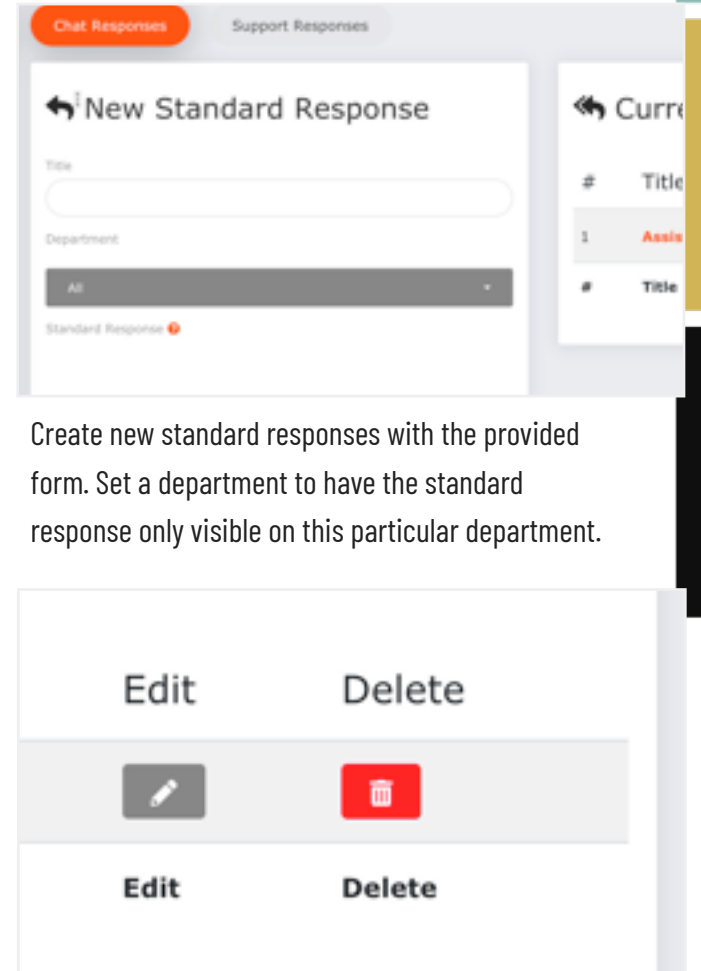 Chat Responses Support Responses
New Standard Response
Title
Department
All
Standard Response
Curre
# Title
1 Assis
# Title
Create new standard responses with the provided
form. Set a department to have the standard
response only visible on this particular department.
Edit Delete
Edit Delete